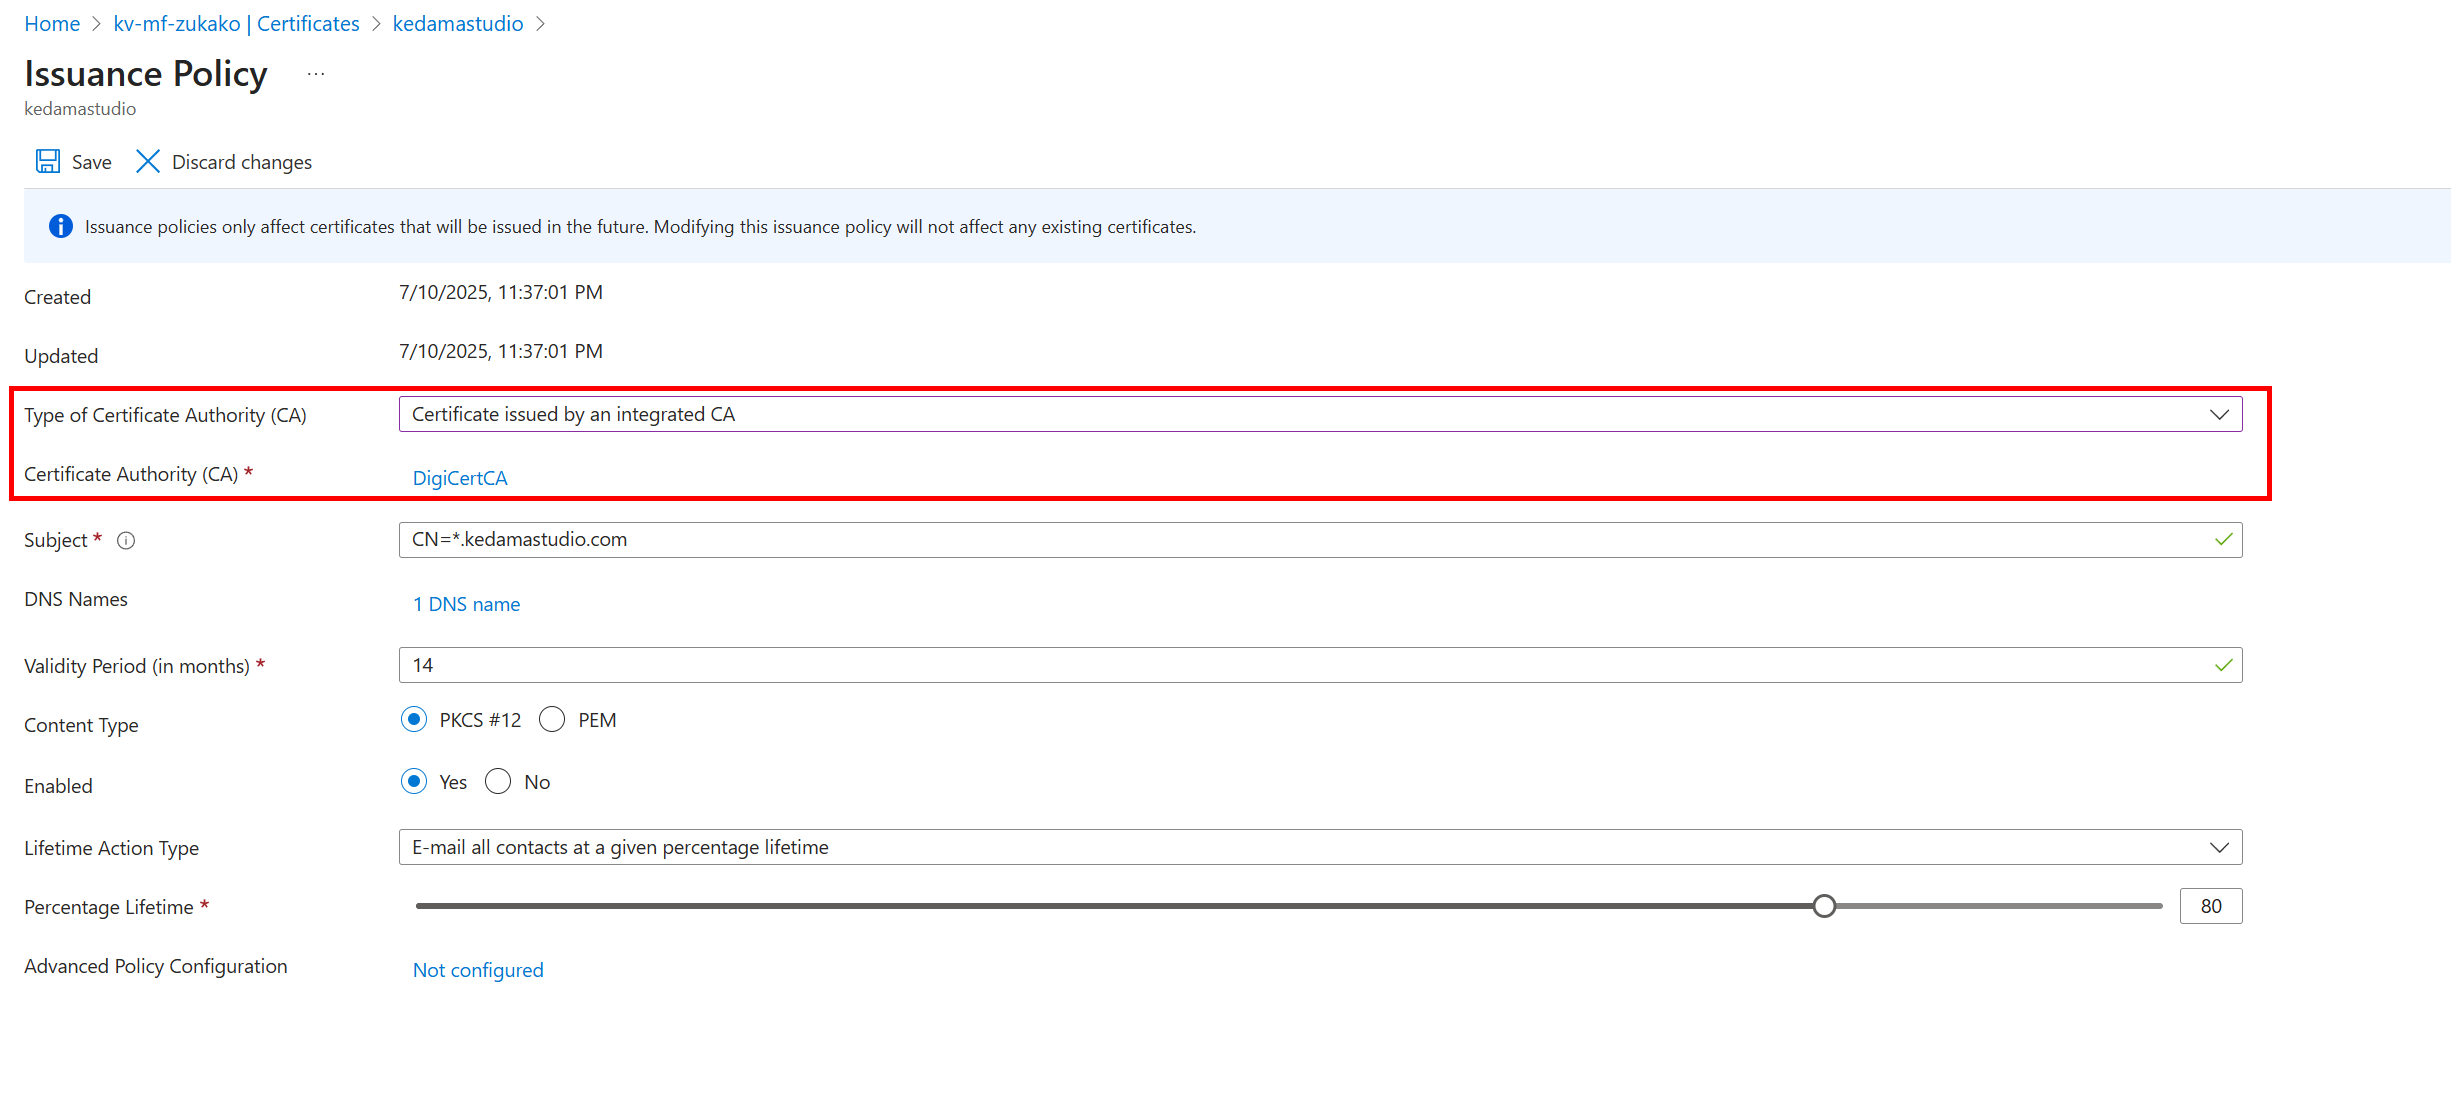 Home > kv-mf-zukako | Certificates > kedamastudio >
Issuance Policy ...
kedamastudio
Save Discard changes
Issuance policies only affect certificates that will be issued in the future. Modifying this issuance policy will not affect any existing certificates.
Created 7/10/2025, 11:37:01 PM
Updated 7/10/2025, 11:37:01 PM
Type of Certificate Authority (CA) Certificate issued by an integrated CA
Certificate Authority (CA) * DigiCertCA
Subject * CN=*.kedamastudio.com
DNS Names 1 DNS name
Validity Period (in months) * 14
Content Type PKCS #12 PEM
Enabled Yes No
Lifetime Action Type E-mail all contacts at a given percentage lifetime
Percentage Lifetime * 80
Advanced Policy Configuration Not configured